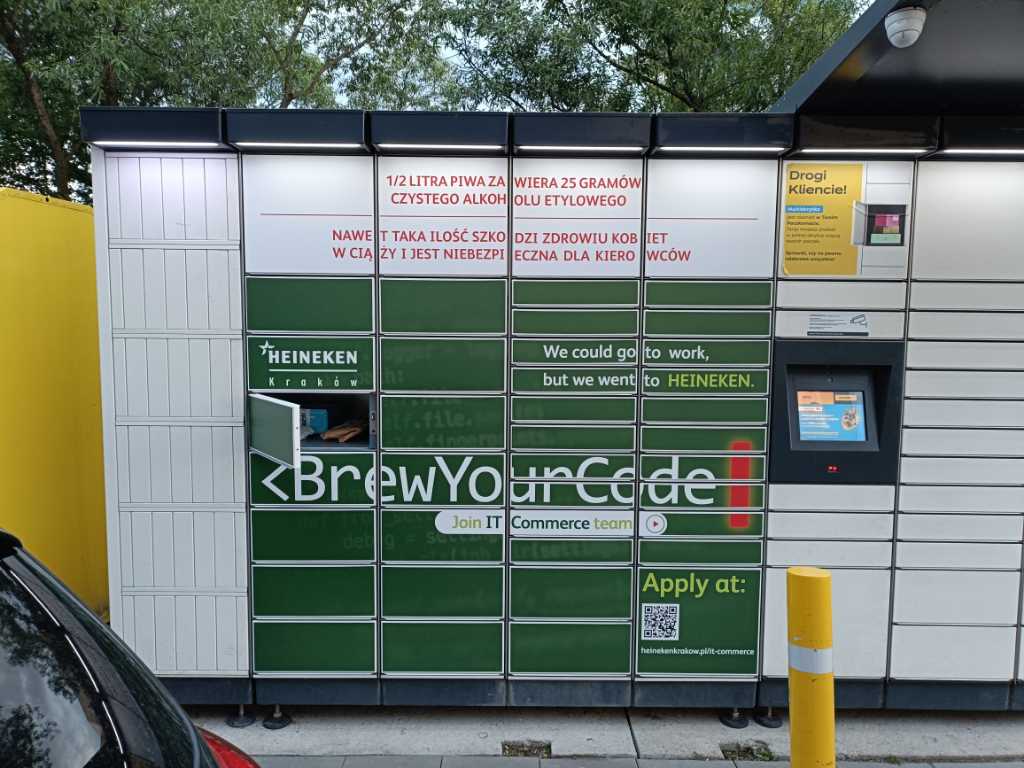 1/2 LITRA PIWA ZAWIERA 25 GRAMÓW
CZYSTEGO ALKOHOLU ETYLOWEGO
NAWET TAKA ILOŚĆ SZKODZI ZDROWIU KOBIET
W CIĄŻY I JEST NIEBEZPIECZNA DLA KIEROWCÓW
Drogi
Kliencie!
HEINEKEN
Kraków
We could go to work,
but we went to HEINEKEN.
<BrewYourCode
Join IT Commerce team
Apply at:
heinekenkrakow.pl/it-commerce